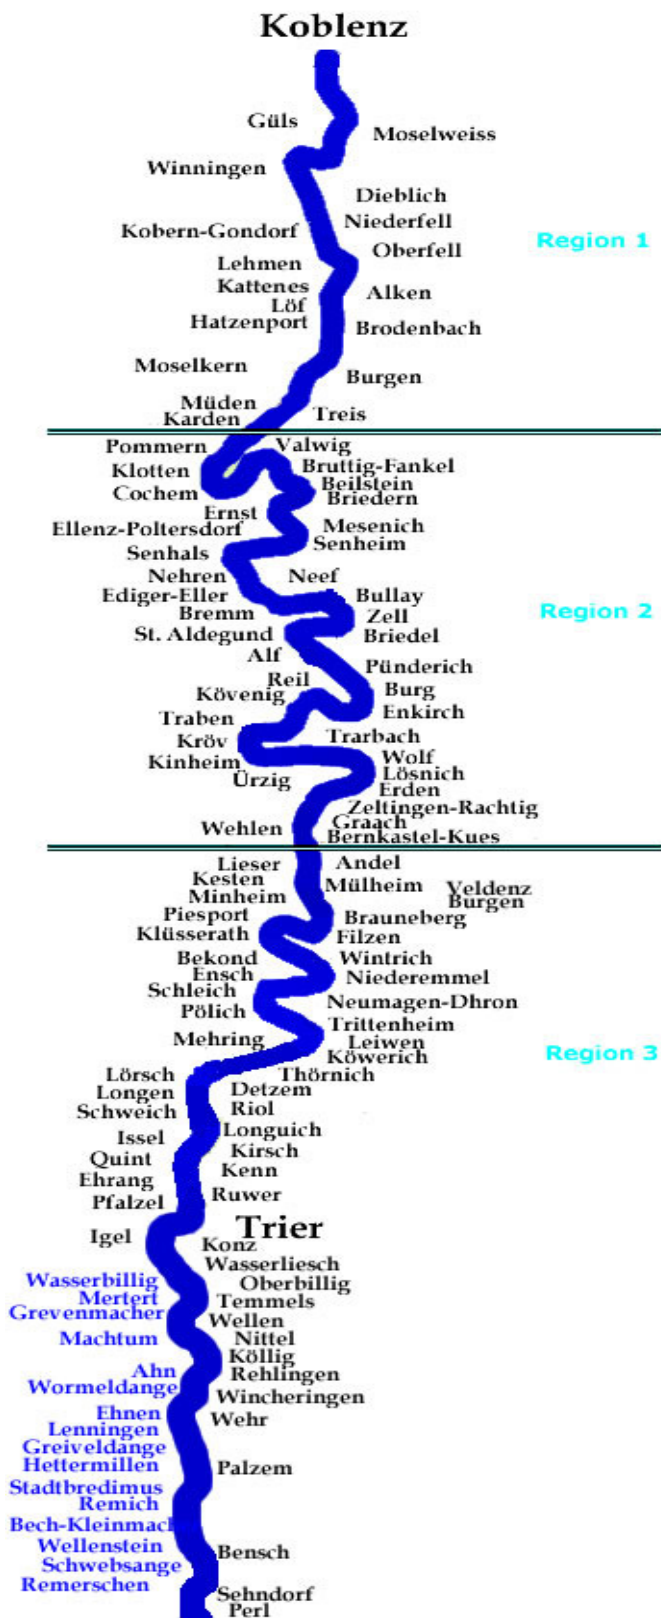 Koblenz
Güls
Moselweiss
Winningen
Dieblich
Niederfell
Kobern-Gondorf
Region 1
Oberfell
Lehmen
Kattenes
Alken
Löf
Hatzenport
Brodenbach
Moselkern
Burgen
Müden
Treis
Karden
Pommern
Valwig
Klotten
Bruttig-Fankel
Beilstein
Cochem
Briedern
Ernst
Mesenich
Ellenz-Poltersdorf
Senheim
Senhals
Nehren
Neef
Ediger-Eller
Bullay
Bremm
Zell
Region 2
St. Aldegund
Briedel
Alf
Pünderich
Reil
Kövenig
Burg
Enkirch
Traben
Trarbach
Kröv
Wolf
Kinheim
Lösnich
Ürzig
Erden
Zeltingen-Rachtig
Graach
Wehlen
Bernkastel-Kues
Lieser
Andel
Kesten
Mülheim
Veldenz
Minheim
Burgen
Piesport
Brauneberg
Klüsserath
Filzen
Bekond
Wintrich
Ensch
Niederemmel
Schleich
Neumagen-Dhron
Pölich
Trittenheim
Mehring
Leiwen
Köwerich
Region 3
Lörsch
Thörnich
Longen
Detzem
Schweich
Riol
Issel
Longuich
Kirsch
Quint
Kenn
Ehrang
Pfalzel
Ruwer
Trier
Igel
Konz
Wasserliesch
Wasserbillig
Oberbillig
Mertert
Temmels
Grevenmacher
Wellen
Machtum
Nittel
Köllig
Ahn
Rehlingen
Wormeldange
Wincheringen
Ehnen
Wehr
Lenningen
Greiveldange
Hettermillen
Palzem
Stadtbredimus
Remich
Bech-Kleinmacher
Wellenstein
Bensch
Schwebsange
Remerschen
Sehndorf
Perl